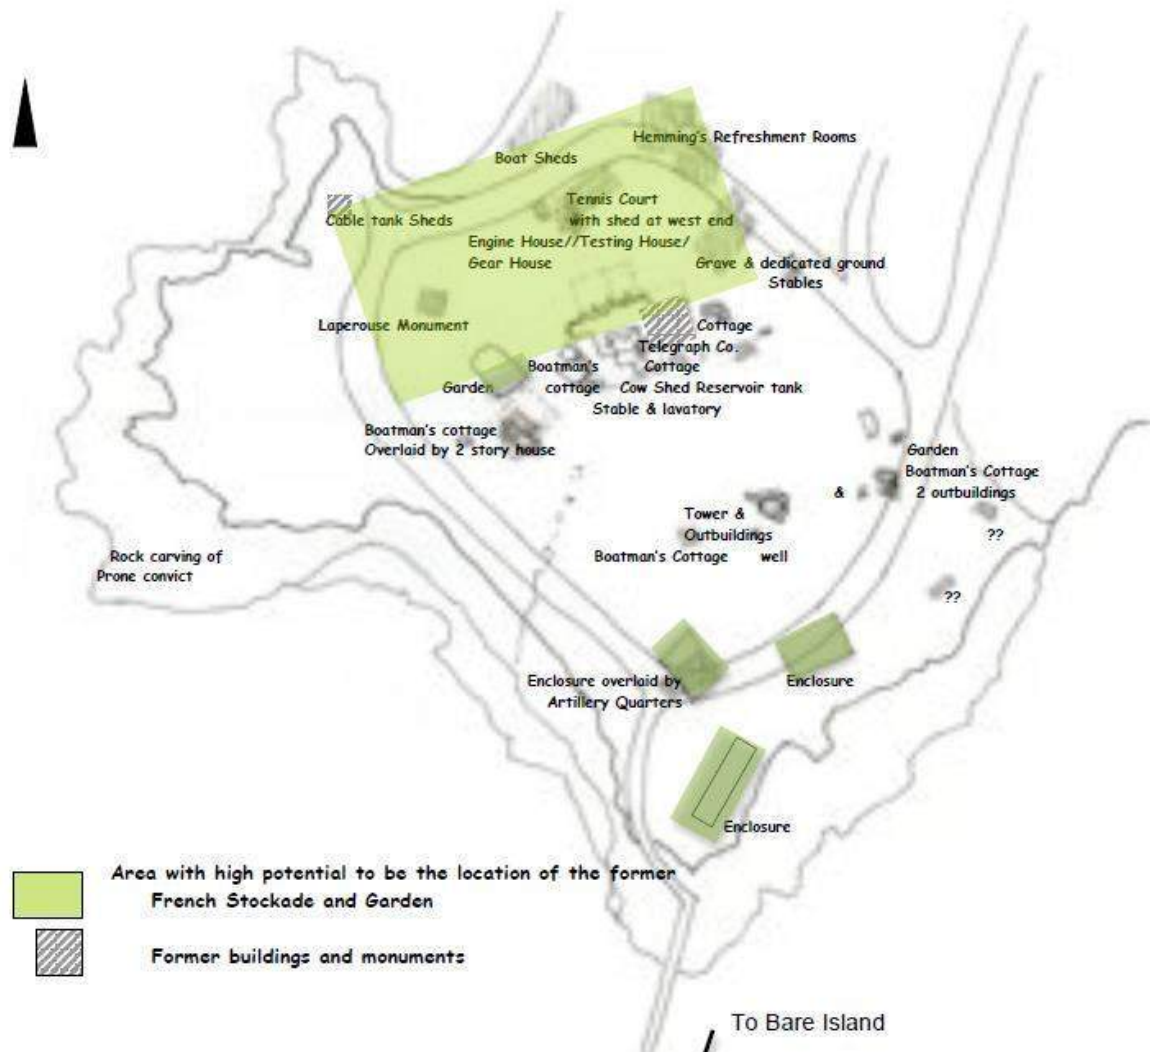 Hemming's Refreshment Rooms
Boat Sheds
Tennis Court
with shed at west end
Cable tank Sheds
Engine House//Testing House/
Gear House
Grave & dedicated ground
Stables
Laperouse Monument
Cottage
Telegraph Co.
Cottage
Boatman's
cottage
Garden
Cow Shed Reservoir tank
Stable & lavatory
Boatman's cottage
Overlaid by 2 story house
Garden
Boatman's Cottage
& 2 outbuildings
Tower &
Outbuildings
Boatman's Cottage well
??
Rock carving of
Prone convict
??
Enclosure overlaid by
Artillery Quarters
Enclosure
Enclosure
Area with high potential to be the location of the former
French Stockade and Garden
Former buildings and monuments
To Bare Island